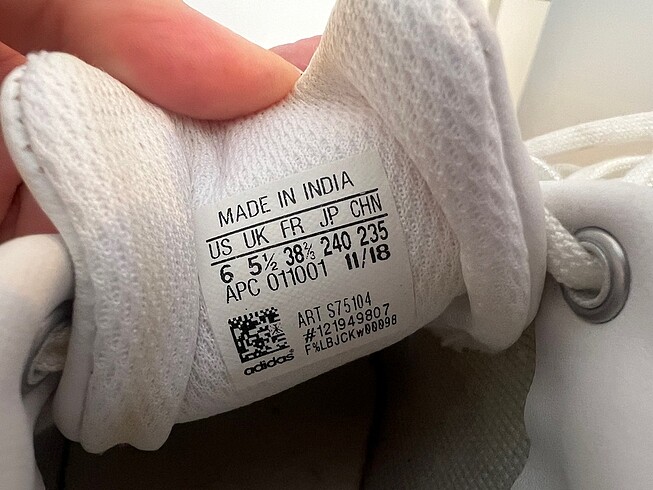 MADE IN INDIA
US UK FR JP CHN
6 5½ 38⅔ 240 235
APC 011001 11/18
ART S75104
#121949807
F%LBJCKW00098
adidas